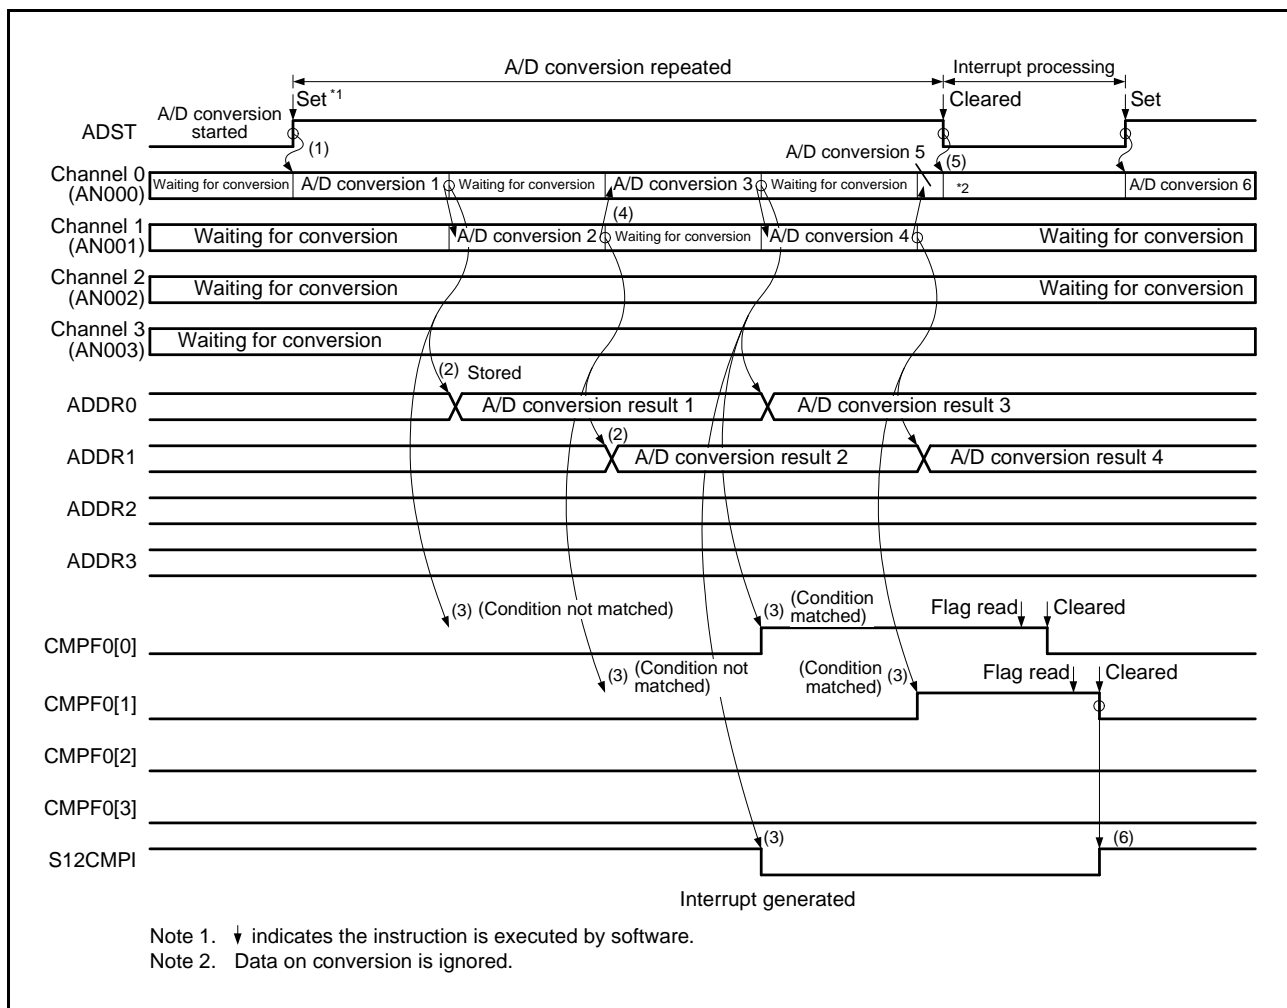 A/D conversion repeated
Interrupt processing
A/D conversion
started
Set *1
Cleared
Set
ADST
(1)
A/D conversion 5
(5)
Channel 0
(AN000)
Waiting for conversion
A/D conversion 1
Waiting for conversion
A/D conversion 3
Waiting for conversion
*2
A/D conversion 6
(4)
Channel 1
(AN001)
Waiting for conversion
A/D conversion 2
Waiting for conversion
A/D conversion 4
Waiting for conversion
Channel 2
(AN002)
Waiting for conversion
Waiting for conversion
Channel 3
(AN003)
Waiting for conversion
(2) Stored
ADDR0
A/D conversion result 1
A/D conversion result 3
(2)
ADDR1
A/D conversion result 2
A/D conversion result 4
ADDR2
ADDR3
(3) (Condition not matched)
(3) (Condition
matched)
Flag read
Cleared
CMPF0[0]
(3) (Condition not
matched)
(Condition
matched) (3)
Flag read
Cleared
CMPF0[1]
CMPF0[2]
CMPF0[3]
(3)
(6)
S12CMPI
Interrupt generated
Note 1. indicates the instruction is executed by software.
Note 2. Data on conversion is ignored.